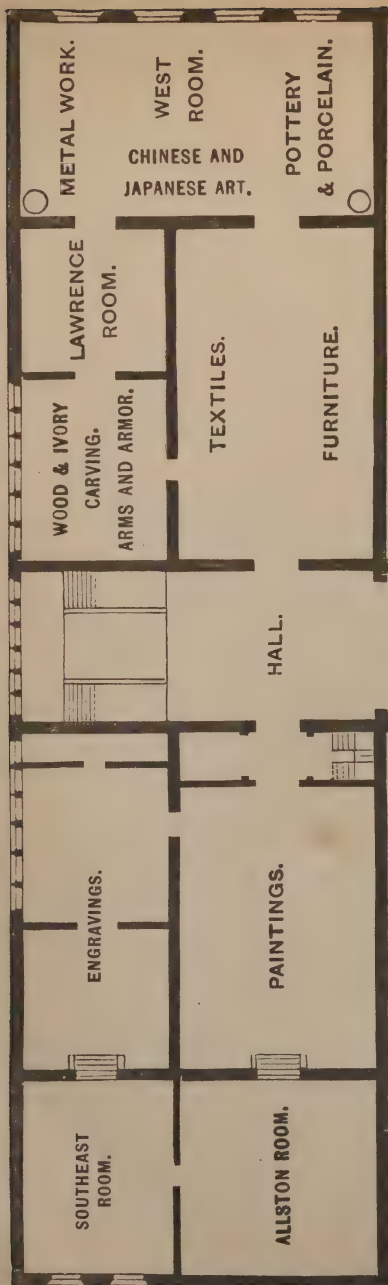 METAL WORK.
WEST
ROOM.
CHINESE AND
JAPANESE ART.
POTTERY
& PORCELAIN.
LAWRENCE
ROOM.
WOOD & IVORY
CARVING.
ARMS AND ARMOR.
TEXTILES.
FURNITURE.
HALL.
ENGRAVINGS.
PAINTINGS.
SOUTHEAST
ROOM.
ALLSTON ROOM.